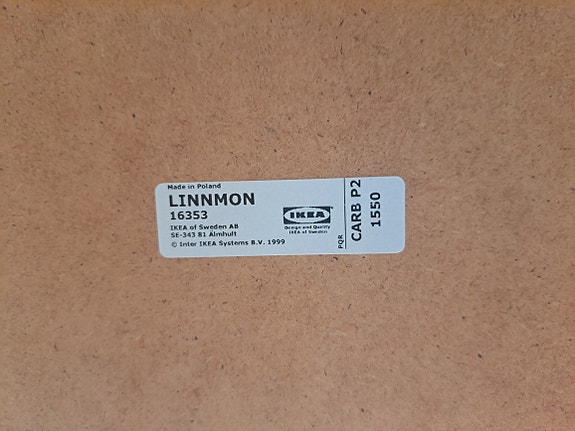 Made in Poland
LINNMON
16353
IKEA of Sweden AB
SE-343 81 Älmhult
© Inter IKEA Systems B.V. 1999
IKEA
Design and Quality
IKEA of Sweden
PQR
CARB P2
1550